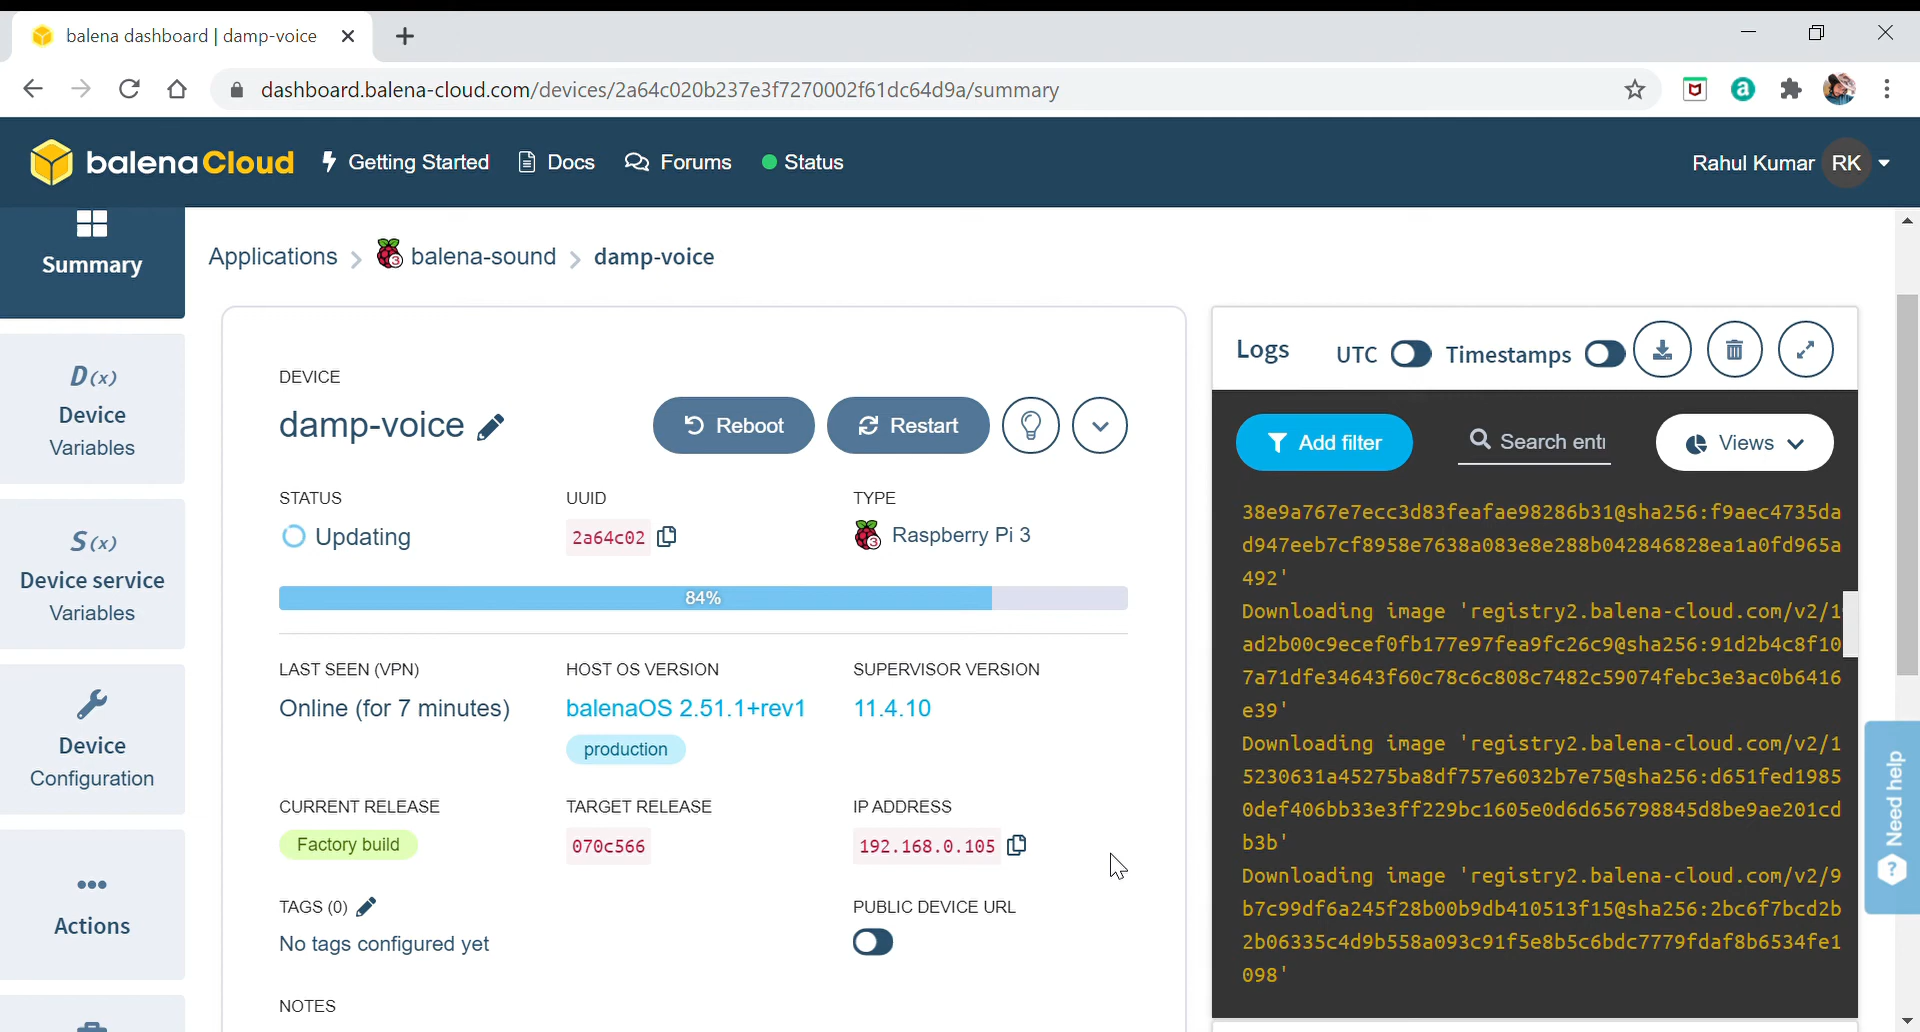 balena dashboard | damp-voice
dashboard.balena-cloud.com/devices/2a64c020b237e3f7270002f61dc64d9a/summary
balenaCloud Getting Started Docs Forums Status Rahul Kumar RK
Summary
Applications balena-sound damp-voice
D(x)
Device
Variables
S(x)
Device service
Variables
Device
Configuration
Actions
DEVICE
damp-voice Reboot Restart
STATUS UUID TYPE
Updating 2a64c02 Raspberry Pi 3
84%
LAST SEEN (VPN) HOST OS VERSION SUPERVISOR VERSION
Online (for 7 minutes) balenaOS 2.51.1+rev1 11.4.10
production
CURRENT RELEASE TARGET RELEASE IP ADDRESS
Factory build 070c566 192.168.0.105
TAGS (0) PUBLIC DEVICE URL
No tags configured yet
NOTES
Logs UTC Timestamps
Add filter Search ent Views
38e9a767e7ecc3d83feafae98286b31@sha256:f9aec4735da
d947eeb7cf8958e7638a083e8e288b042846828ea1a0fd965a
492'
Downloading image 'registry2.balena-cloud.com/v2/1
ad2b00c9ecef0fb177e97fea9fc26c9@sha256:91d2b4c8f10
7a71dfe34643f60c78c6c808c7482c59074febc3e3ac0b6416
e39'
Downloading image 'registry2.balena-cloud.com/v2/1
5230631a45275ba8df757e6032b7e75@sha256:d651fed1985
0def406bb33e3ff229bc1605e0d6d656798845d8be9ae201cd
b3b'
Downloading image 'registry2.balena-cloud.com/v2/9
b7c99df6a245f28b00b9db410513f15@sha256:2bc6f7bcd2b
2b06335c4d9b558a093c91f5e8b5c6bdc7779fdaf8b6534fe1
098'
Need help